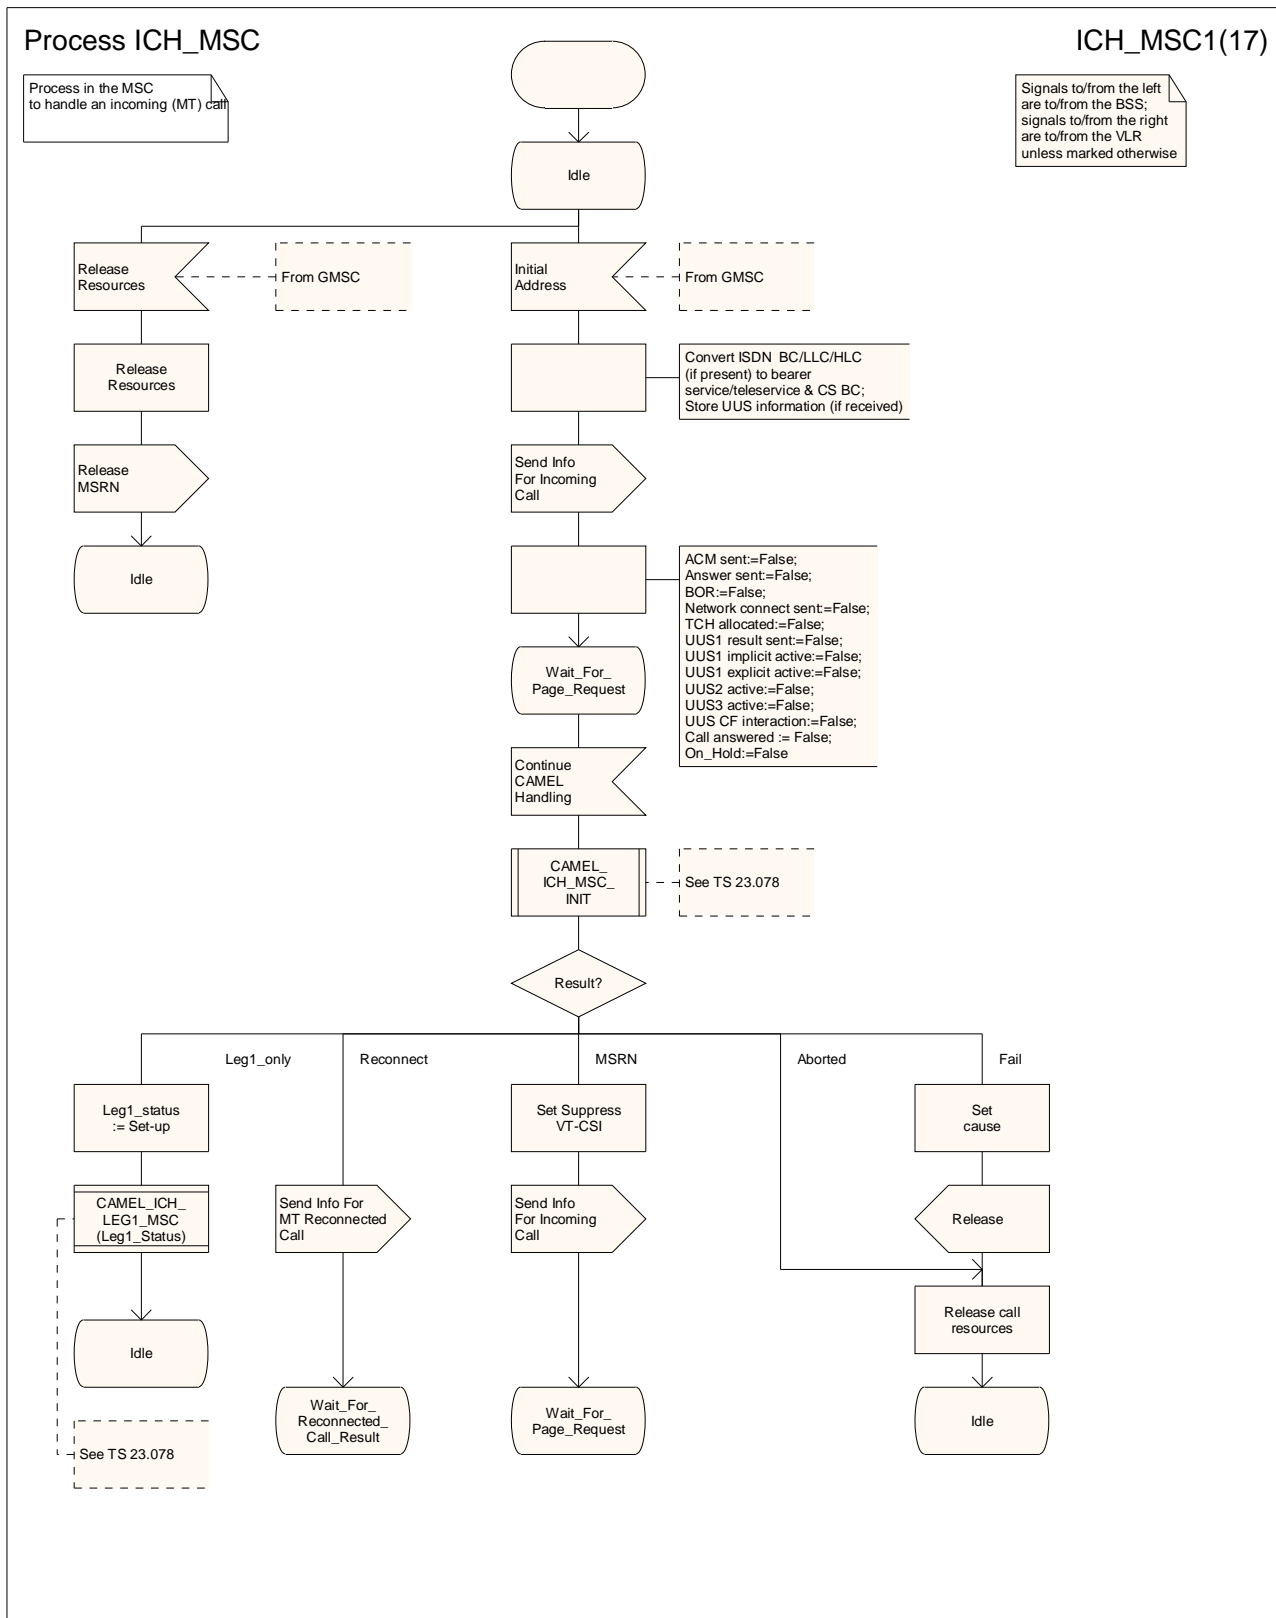 Process ICH_MSC
ICH_MSC1(17)
Process in the MSC
to handle an incoming (MT) call
Signals to/from the left
are to/from the BSS;
signals to/from the right
are to/from the VLR
unless marked otherwise
Idle
Release
Resources
From GMSC
Initial
Address
From GMSC
Release
Resources
Convert ISDN BC/LLC/HLC
(if present) to bearer
service/teleservice & CS BC;
Store UUS information (if received)
Release
MSRN
Send Info
For Incoming
Call
Idle
ACM sent:=False;
Answer sent:=False;
BOR:=False;
Network connect sent:=False;
TCH allocated:=False;
UUS1 result sent:=False;
UUS1 implicit active:=False;
UUS1 explicit active:=False;
UUS2 active:=False;
UUS3 active:=False;
UUS CF interaction:=False;
Call answered := False;
On_Hold:=False
Wait_For_
Page_Request
Continue
CAMEL
Handling
CAMEL_
ICH_MSC_
INIT
See TS 23.078
Result?
Leg1_only
Reconnect
MSRN
Aborted
Fail
Leg1_status
:= Set-up
Set Suppress
VT-CSI
Set
cause
CAMEL_ICH_
LEG1_MSC
(Leg1_Status)
Send Info For
MT Reconnected
Call
Send Info
For Incoming
Call
Release
Release call
resources
Idle
Wait_For_
Reconnected_
Call_Result
Wait_For_
Page_Request
Idle
See TS 23.078